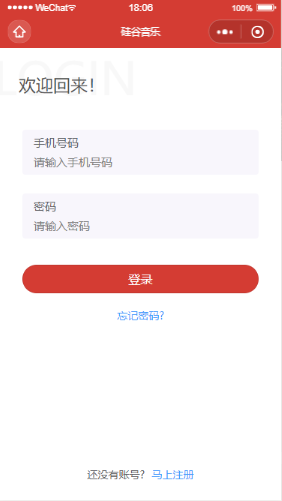 WeChat 18:06 100%
硅谷音乐
LOGIN
欢迎回来！
手机号码
请输入手机号码
密码
请输入密码
登录
忘记密码?
还没有账号? 马上注册